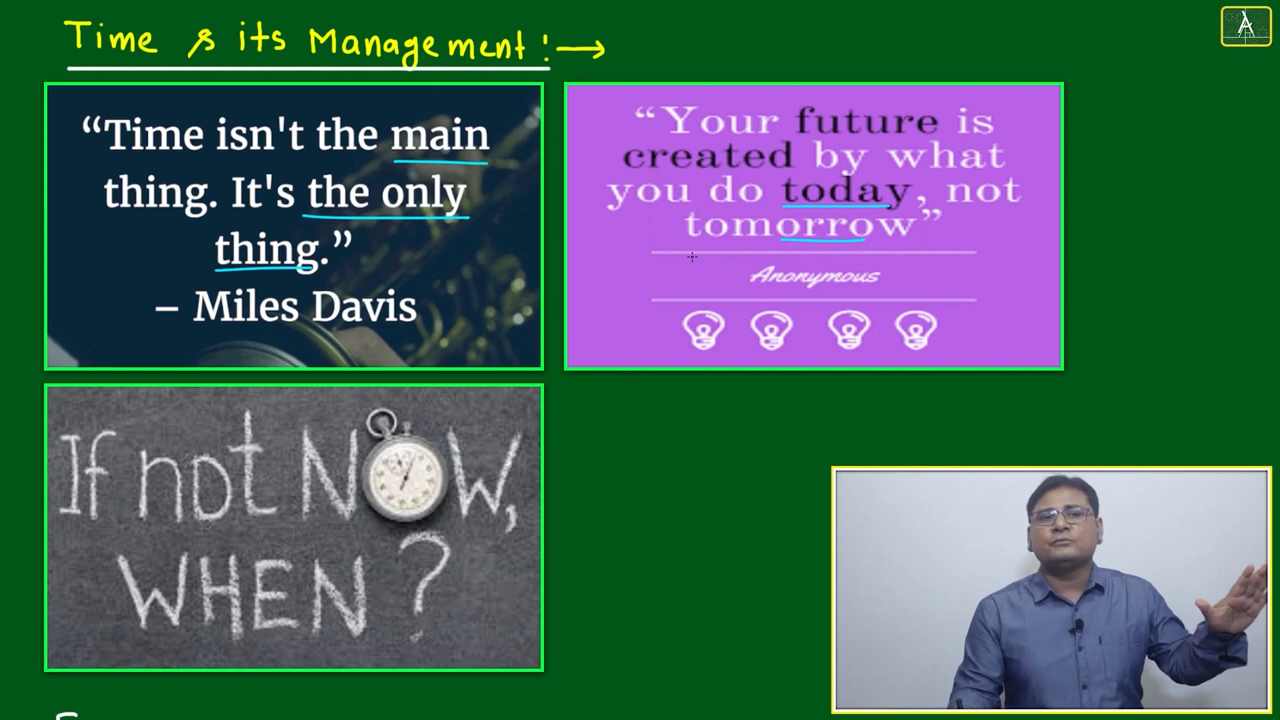 Time & its Management! →
“Time isn't the main
thing. It's the only
thing.”
– Miles Davis
“Your future is
created by what
you do today, not
tomorrow”
Anonymous
If not NOW,
WHEN?